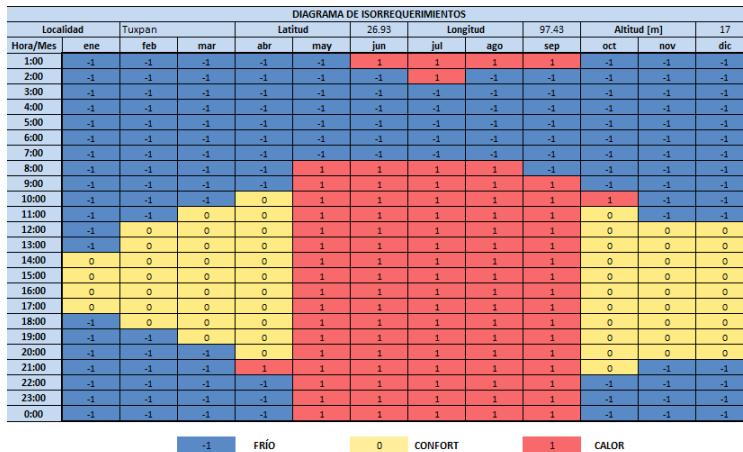 DIAGRAMA DE ISORREQUERIMIENTOS
Localidad Tuxpan Latitud 26.93 Longitud 97.43 Altitud [m] 17
Hora/Mes ene feb mar abr may jun jul ago sep oct nov dic
1:00 -1 -1 -1 -1 -1 1 1 1 1 -1 -1 -1
2:00 -1 -1 -1 -1 -1 -1 1 -1 -1 -1 -1 -1
3:00 -1 -1 -1 -1 -1 -1 -1 -1 -1 -1 -1 -1
4:00 -1 -1 -1 -1 -1 -1 -1 -1 -1 -1 -1 -1
5:00 -1 -1 -1 -1 -1 -1 -1 -1 -1 -1 -1 -1
6:00 -1 -1 -1 -1 -1 -1 -1 -1 -1 -1 -1 -1
7:00 -1 -1 -1 -1 -1 -1 -1 -1 -1 -1 -1 -1
8:00 -1 -1 -1 -1 1 1 1 1 -1 -1 -1 -1
9:00 -1 -1 -1 -1 1 1 1 1 1 -1 -1 -1
10:00 -1 -1 -1 0 1 1 1 1 1 1 -1 -1
11:00 -1 -1 0 0 1 1 1 1 1 0 -1 -1
12:00 -1 0 0 0 1 1 1 1 1 0 0 0
13:00 -1 0 0 0 1 1 1 1 1 0 0 0
14:00 0 0 0 0 1 1 1 1 1 0 0 0
15:00 0 0 0 0 1 1 1 1 1 0 0 0
16:00 0 0 0 0 1 1 1 1 1 0 0 0
17:00 0 0 0 0 1 1 1 1 1 0 0 0
18:00 -1 0 0 0 1 1 1 1 1 0 0 0
19:00 -1 -1 0 0 1 1 1 1 1 0 0 0
20:00 -1 -1 -1 0 1 1 1 1 1 0 0 0
21:00 -1 -1 -1 1 1 1 1 1 1 0 -1 -1
22:00 -1 -1 -1 -1 1 1 1 1 1 -1 -1 -1
23:00 -1 -1 -1 -1 1 1 1 1 1 -1 -1 -1
0:00 -1 -1 -1 -1 1 1 1 1 1 -1 -1 -1
-1 FRÍO 0 CONFORT 1 CALOR